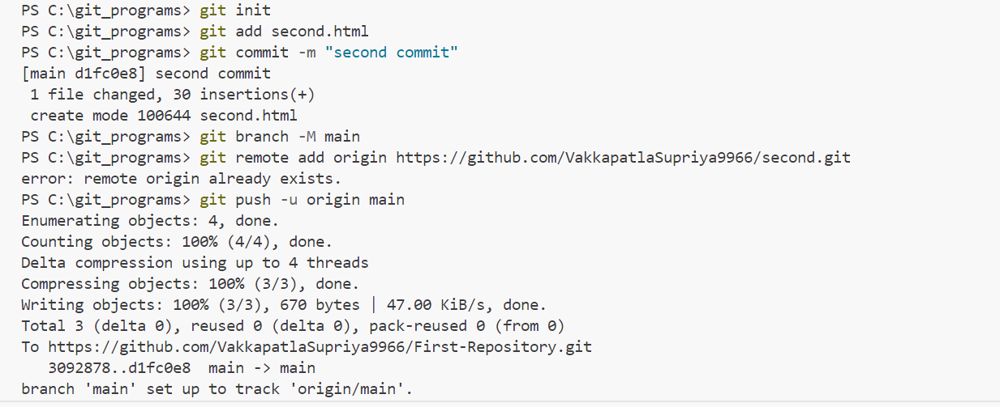 PS C:\git_programs> git init
PS C:\git_programs> git add second.html
PS C:\git_programs> git commit -m "second commit"
[main d1fc0e8] second commit
 1 file changed, 30 insertions(+)
 create mode 100644 second.html
PS C:\git_programs> git branch -M main
PS C:\git_programs> git remote add origin https://github.com/VakkapatlaSupriya9966/second.git
error: remote origin already exists.
PS C:\git_programs> git push -u origin main
Enumerating objects: 4, done.
Counting objects: 100% (4/4), done.
Delta compression using up to 4 threads
Compressing objects: 100% (3/3), done.
Writing objects: 100% (3/3), 670 bytes | 47.00 KiB/s, done.
Total 3 (delta 0), reused 0 (delta 0), pack-reused 0 (from 0)
To https://github.com/VakkapatlaSupriya9966/First-Repository.git
   3092878..d1fc0e8  main -> main
branch 'main' set up to track 'origin/main'.